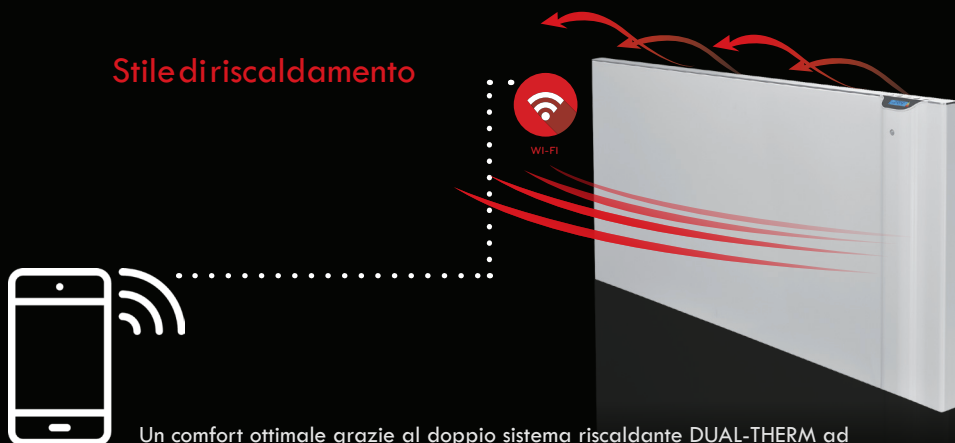 Stile di riscaldamento
WI-FI
Un comfort ottimale grazie al doppio sistema riscaldante DUAL-THERM ad